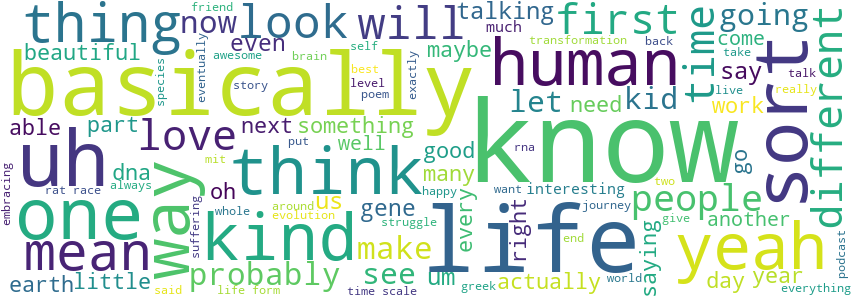 thing now look will talking first time going different
friend
much transformation back
beautiful even maybe self come take
species eventually awesome brain exactly
basically human sort say talk
best level story poem
know live really
let need kid work
able part love next something well
dna mit put good rna go
uh think many
rat race always oh us happy want interesting two
embracing one way kind whole around evolution gene people
suffering struggle every right journey give another
mean life yeah
make saying end
earth little probably see um actually day year podcast
said life form time scale greek world everything